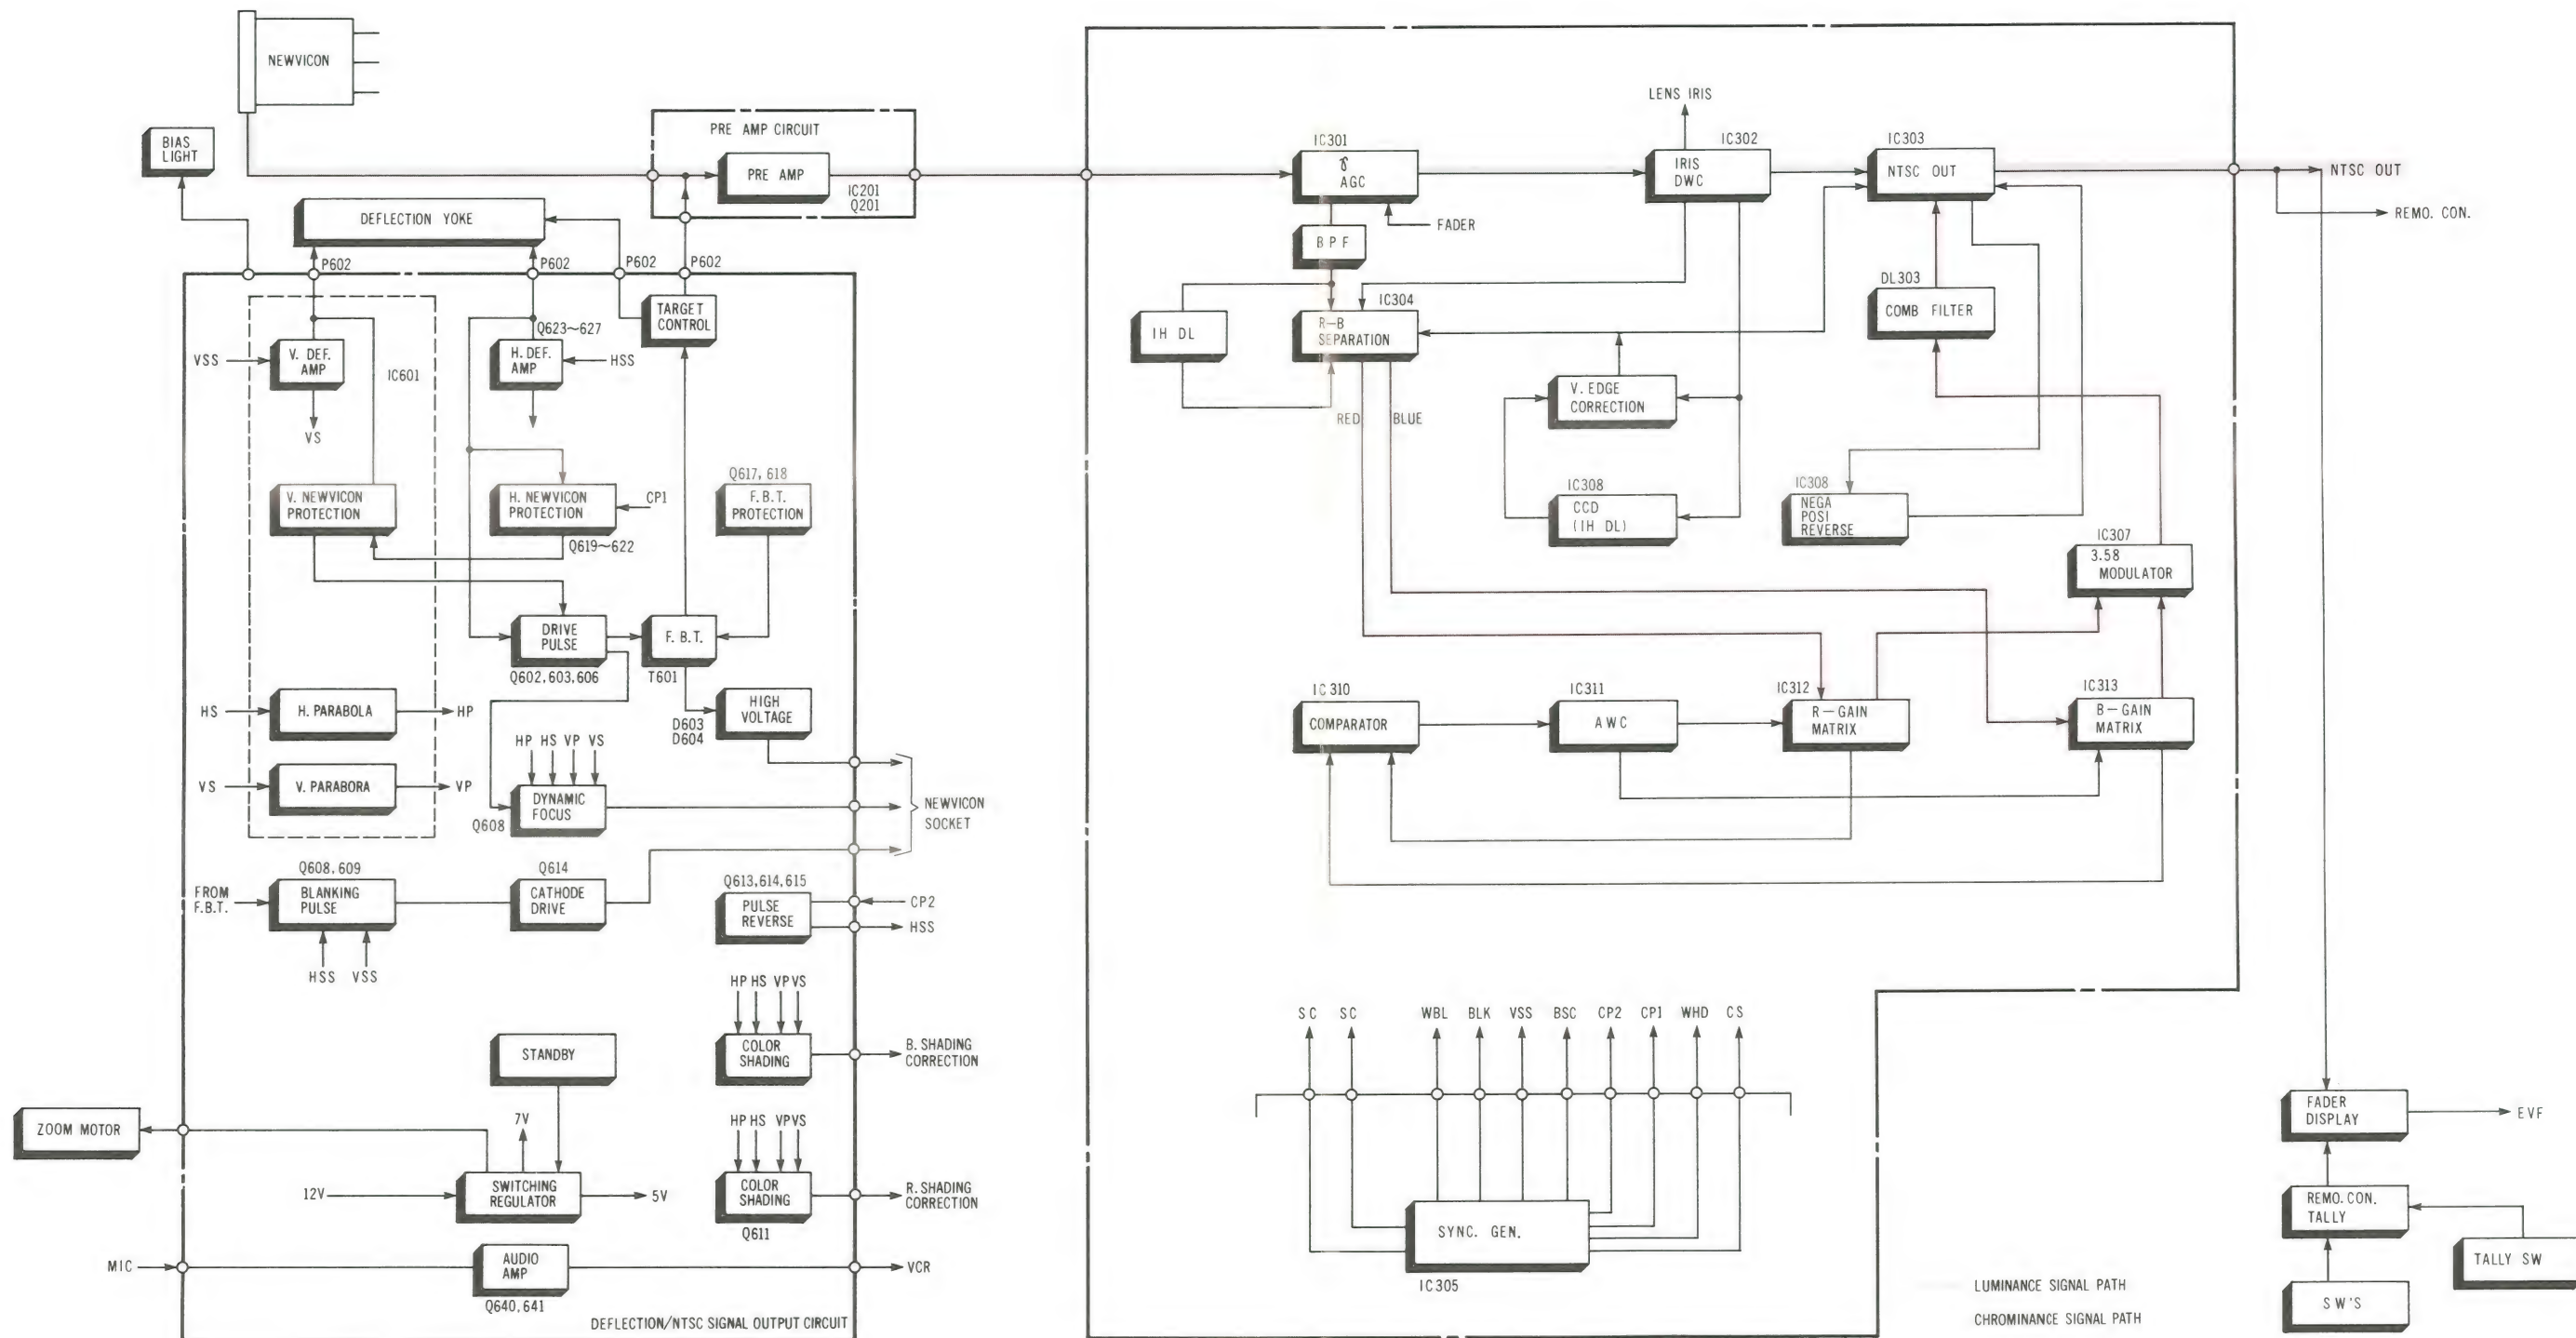 NEWVICON
BIAS
LIGHT
PRE AMP CIRCUIT
PRE AMP
IC201
Q201
DEFLECTION YOKE
P602
P602
P602
P602
TARGET
CONTROL
VSS
V. DEF.
AMP
VS
IC601
Q623~627
H. DEF.
AMP
HSS
V. NEWVICON
PROTECTION
H. NEWVICON
PROTECTION
CP1
Q619~622
Q617, 618
F.B.T.
PROTECTION
DRIVE
PULSE
Q602,603,606
F.B.T.
T601
HS
H. PARABOLA
HP
D603
D604
HIGH
VOLTAGE
VS
V. PARABORA
VP
HP HS VP VS
DYNAMIC
FOCUS
Q608
NEWVICON
SOCKET
FROM
F.B.T.
Q608,609
BLANKING
PULSE
HSS VSS
Q614
CATHODE
DRIVE
Q613,614,615
PULSE
REVERSE
CP2
HSS
HP HS VP VS
COLOR
SHADING
B. SHADING
CORRECTION
STANDBY
ZOOM MOTOR
7V
12V
SWITCHING
REGULATOR
5V
HP HS VP VS
COLOR
SHADING
Q611
R. SHADING
CORRECTION
MIC
AUDIO
AMP
Q640,641
VCR
DEFLECTION/NTSC SIGNAL OUTPUT CIRCUIT
IC301
γ
AGC
FADER
BPF
LENS IRIS
IC302
IRIS
DWC
IC303
NTSC OUT
NTSC OUT
REMO. CON.
IH DL
IC304
R-B
SEPARATION
RED
BLUE
V. EDGE
CORRECTION
IC308
CCD
(IH DL)
DL303
COMB FILTER
IC308
NEGA
POSI
REVERSE
IC307
3.58
MODULATOR
IC310
COMPARATOR
IC311
AWC
IC312
R-GAIN
MATRIX
IC313
B-GAIN
MATRIX
SC SC WBL BLK VSS BSC CP2 CP1 WHD CS
SYNC. GEN.
IC305
LUMINANCE SIGNAL PATH
CHROMINANCE SIGNAL PATH
FADER
DISPLAY
EVF
REMO.CON.
TALLY
TALLY SW
SW'S